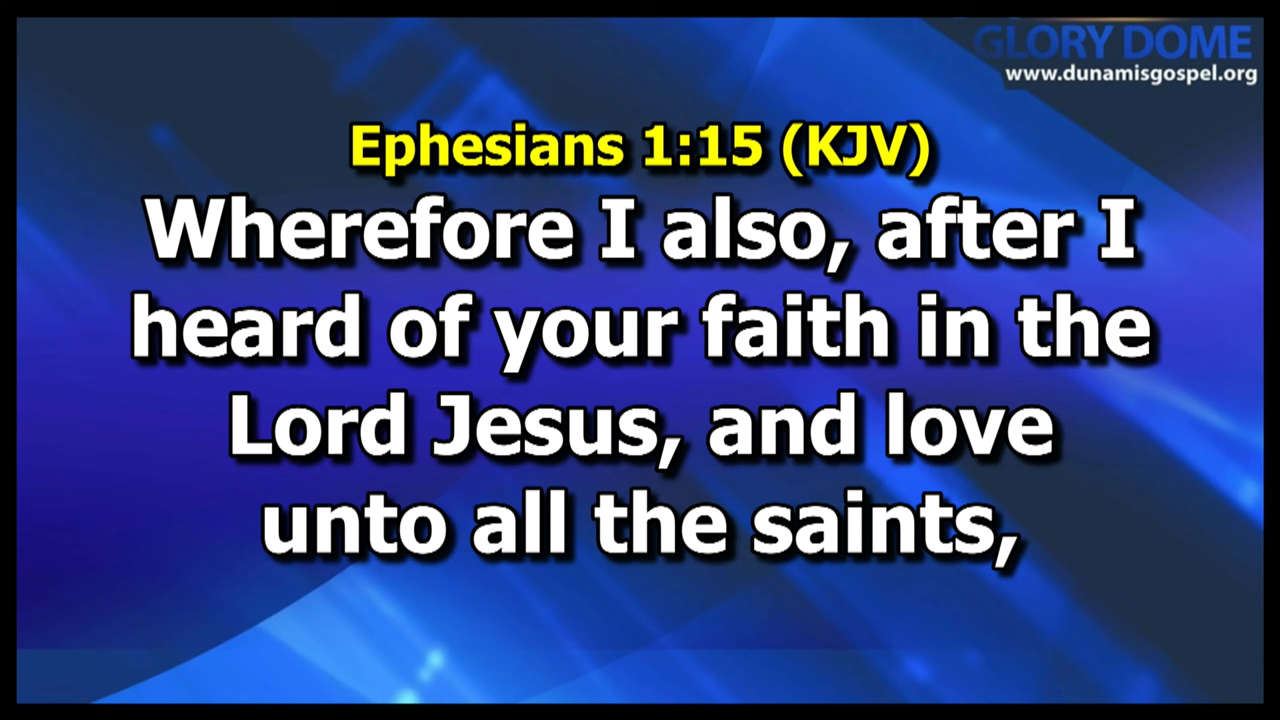 GLORY DOME
www.dunamisgospel.org
Ephesians 1:15 (KJV)
Wherefore I also, after I
heard of your faith in the
Lord Jesus, and love
unto all the saints,